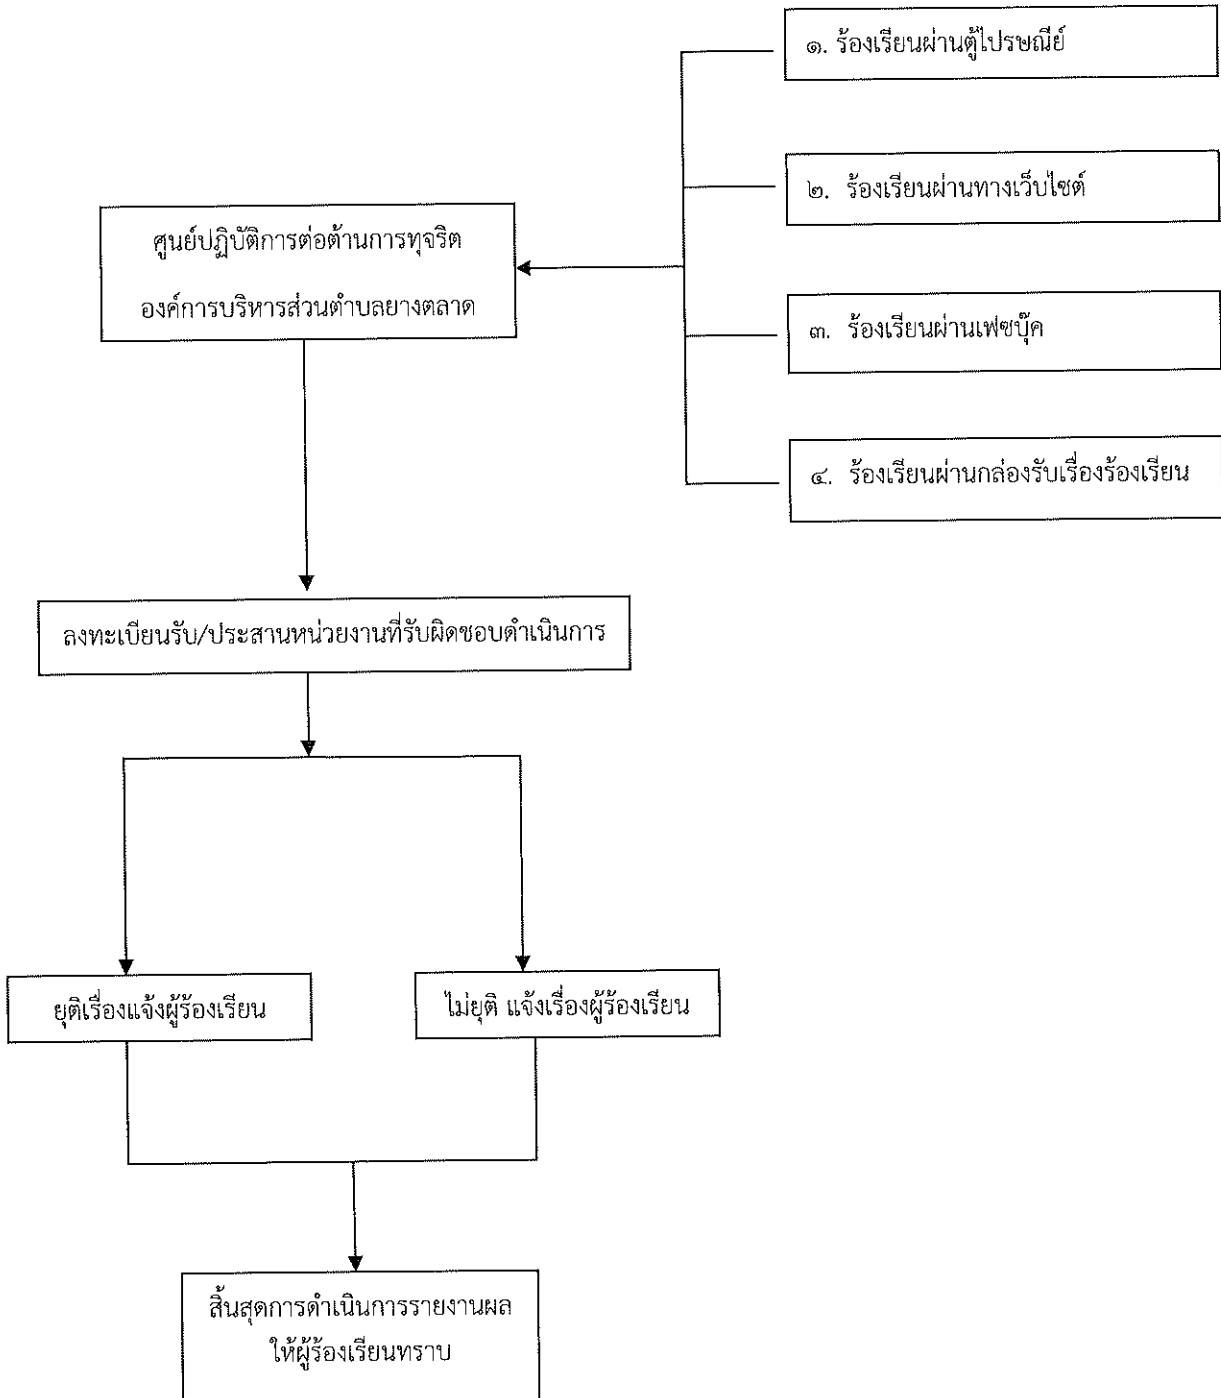 ๑. ร้องเรียนผ่านตู้ไปรษณีย์
๒. ร้องเรียนผ่านทางเว็บไซต์
ศูนย์ปฏิบัติการต่อต้านการทุจริต
องค์การบริหารส่วนตำบลยางตลาด
๓. ร้องเรียนผ่านเฟซบุ๊ค
๔. ร้องเรียนผ่านกล่องรับเรื่องร้องเรียน
ลงทะเบียนรับ/ประสานหน่วยงานที่รับผิดชอบดำเนินการ
ยุติเรื่องแจ้งผู้ร้องเรียน
ไม่ยุติ แจ้งเรื่องผู้ร้องเรียน
สิ้นสุดการดำเนินการรายงานผล
ให้ผู้ร้องเรียนทราบ